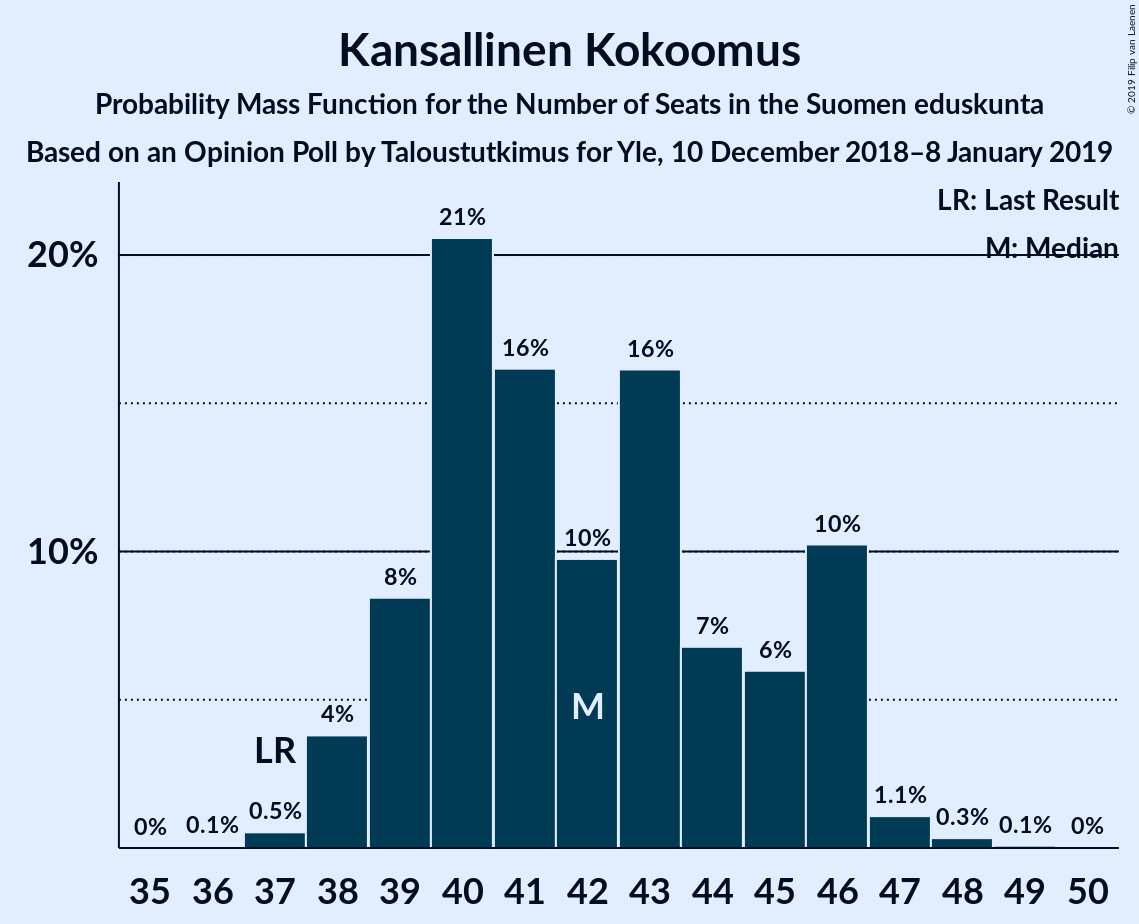 Kansallinen Kokoomus
Probability Mass Function for the Number of Seats in the Suomen eduskunta
Based on an Opinion Poll by Taloustutkimus for Yle, 10 December 2018–8 January 2019
© 2019 Filip van Laenen
LR: Last Result
M: Median
20%
10%
0%
0.1%
0.5%
LR
4%
8%
21%
16%
10%
M
16%
7%
6%
10%
1.1%
0.3%
0.1%
0%
35 36 37 38 39 40 41 42 43 44 45 46 47 48 49 50